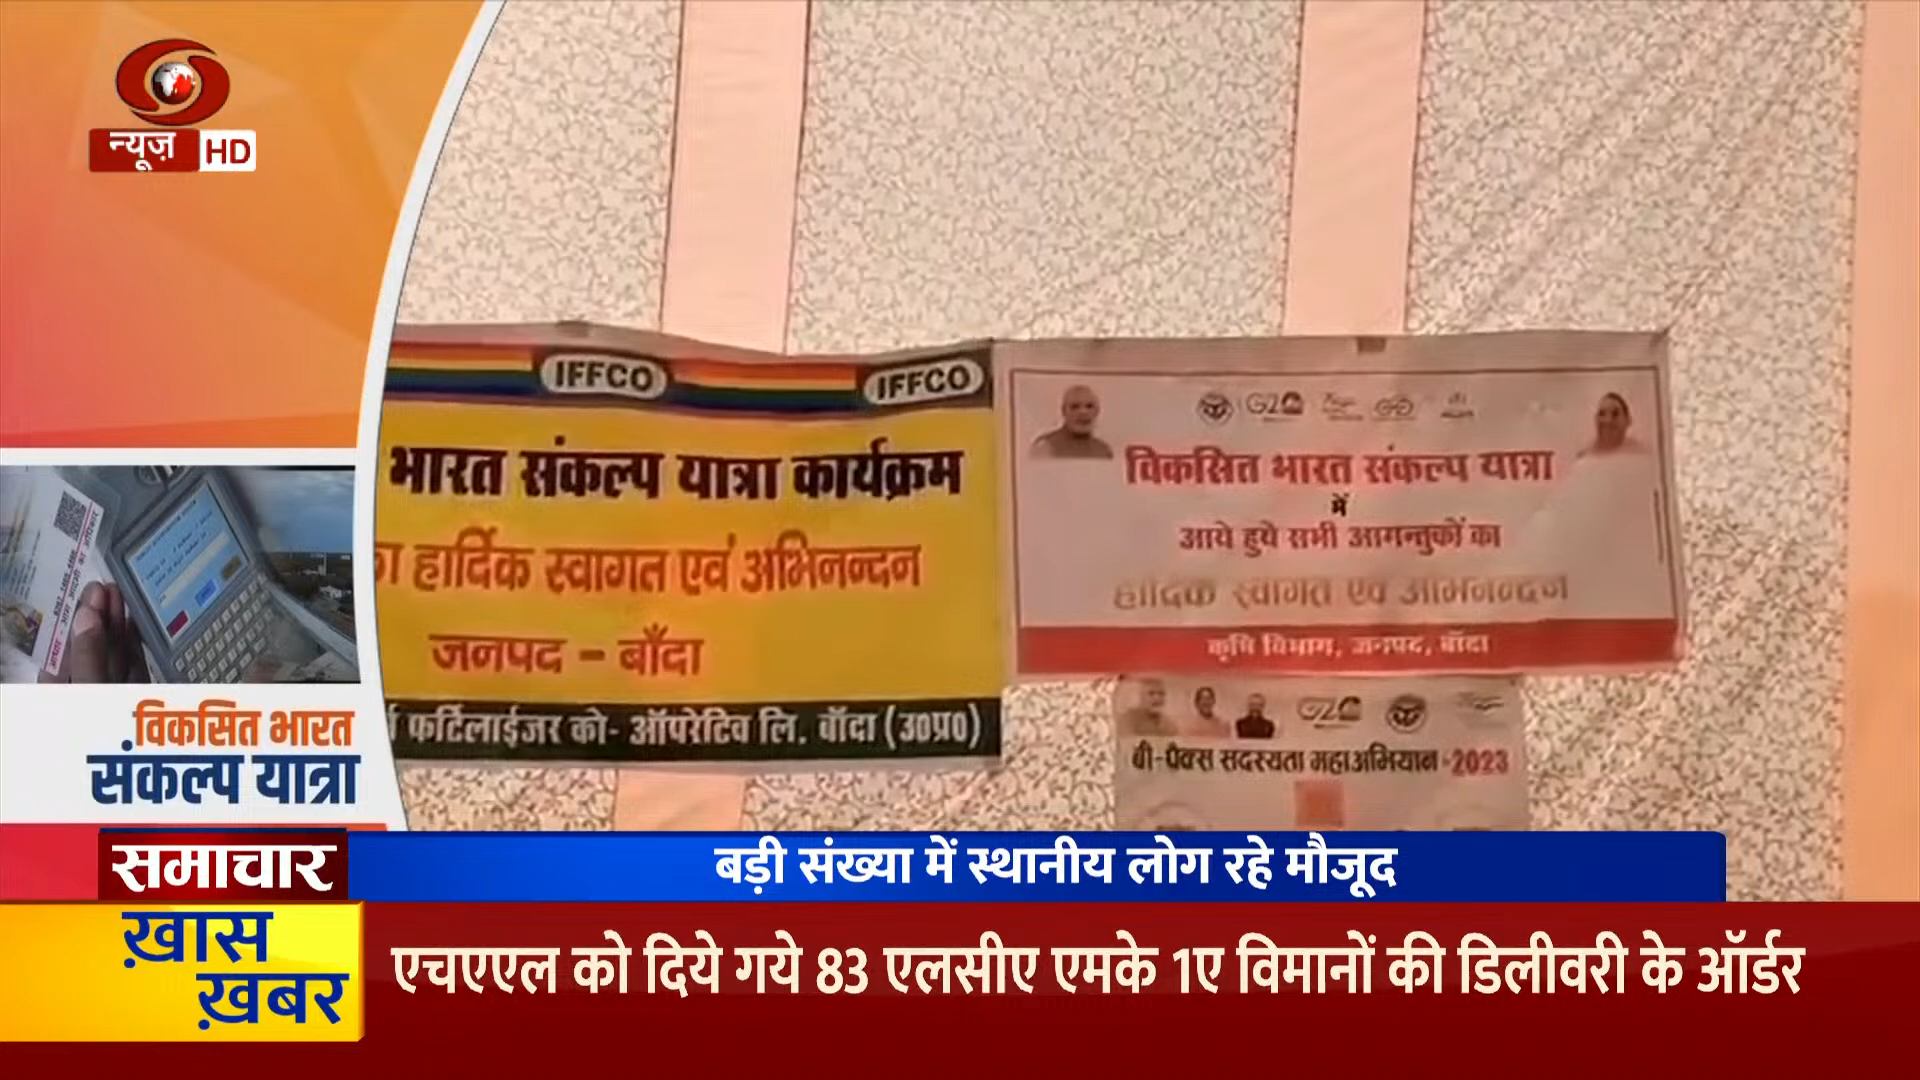 न्यूज़ HD
IFFCO
IFFCO
भारत संकल्प यात्रा कार्यक्रम
हार्दिक स्वागत एवं अभिनन्दन
जनपद - बाँदा
फर्टिलाईजर को- ऑपरेटिव लि. बाँदा (उ0प्र0)
G20
विकसित भारत संकल्प यात्रा
में
आये हुये सभी आगन्तुकों का
हार्दिक स्वागत एवं अभिनन्दन
कृषि विभाग, जनपद, बाँदा
G20
बी-पैक्स सदस्यता महाअभियान-2023
विकसित भारत
संकल्प यात्रा
समाचार
बड़ी संख्या में स्थानीय लोग रहे मौजूद
ख़ास
ख़बर
एचएएल को दिये गये 83 एलसीए एमके 1ए विमानों की डिलीवरी के ऑर्डर